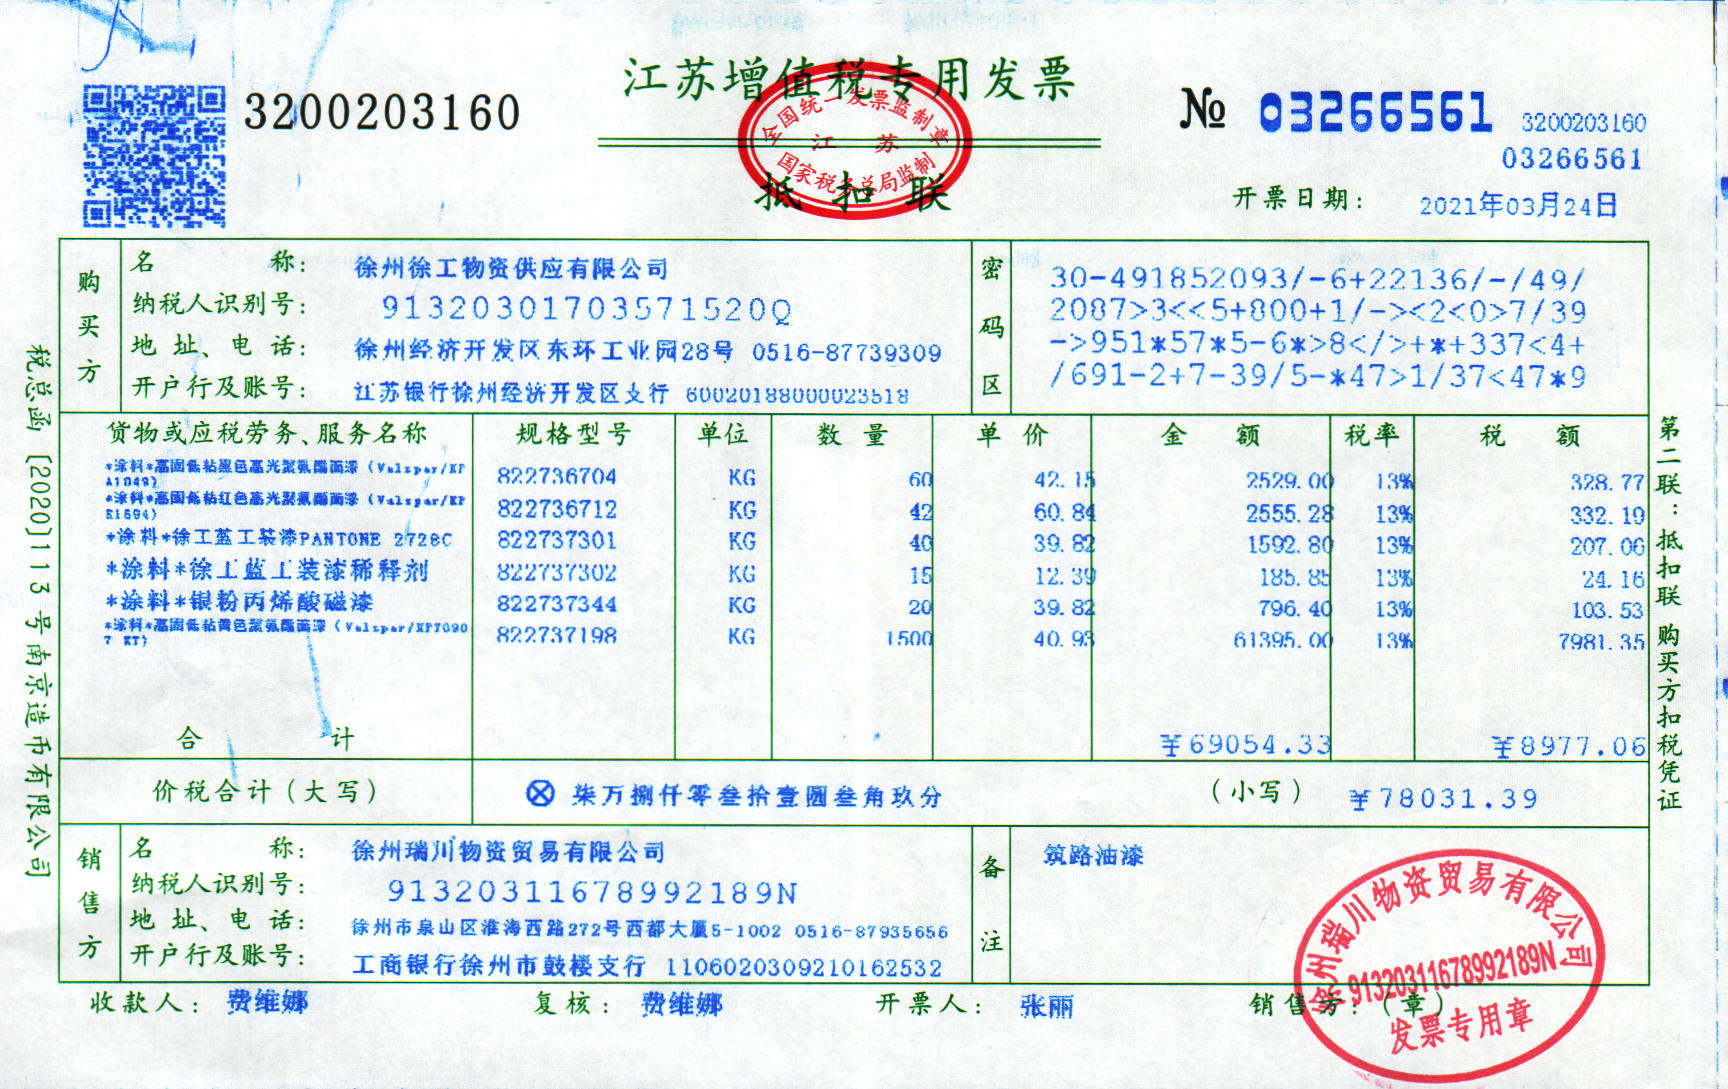 江苏增值税专用发票
全国统一发票监制章
江 苏
国家税务总局监制
抵扣联
3200203160
№ 03266561
3200203160
03266561
开票日期: 2021年03月24日
购买方
名 称: 徐州徐工物资供应有限公司
纳税人识别号: 91320301703571520Q
地址、电话: 徐州经济开发区东环工业园28号 0516-87739309
开户行及账号: 江苏银行徐州经济开发区支行 60020188000023518
密码区
30-491852093/-6+22136/-/49/
2087>3<<5+800+1/-><2<0>7/39
->951*57*5-6*>8</>+*+337<4+
/691-2+7-39/5-*47>1/37<47*9
货物或应税劳务、服务名称 规格型号 单位 数 量 单 价 金 额 税率 税 额
*涂料*高固低粘黑色高光聚氨酯面漆(Valspar/KP 822736704 KG 60 42.15 2529.00 13% 328.77
A1048)
*涂料*高固低粘红色高光聚氨酯面漆(Valspar/KP 822736712 KG 42 60.84 2555.28 13% 332.19
R1694)
*涂料*徐工蓝工装漆PANTONE 2728C 822737301 KG 40 39.82 1592.80 13% 207.06
*涂料*徐工蓝工装漆稀释剂 822737302 KG 15 12.39 185.85 13% 24.16
*涂料*银粉丙烯酸磁漆 822737344 KG 20 39.82 796.40 13% 103.53
*涂料*高固低粘黄色聚氨酯面漆(Valspar/KPY090 822737198 KG 1500 40.93 61395.00 13% 7981.35
7 KT)
合 计 ¥69054.33 ¥8977.06
价税合计(大写) ⊗ 柒万捌仟零叁拾壹圆叁角玖分 (小写) ¥78031.39
销售方
名 称: 徐州瑞川物资贸易有限公司
纳税人识别号: 91320311678992189N
地址、电话: 徐州市泉山区淮海西路272号西都大厦5-1002 0516-87935656
开户行及账号: 工商银行徐州市鼓楼支行 1106020309210162532
备注
筑路油漆
收款人: 费维娜 复核: 费维娜 开票人: 张丽 销售方:(章)
徐州瑞川物资贸易有限公司
91320311678992189N
发票专用章
税总函[2020]113号南京造币有限公司
第二联:抵扣联 购买方扣税凭证